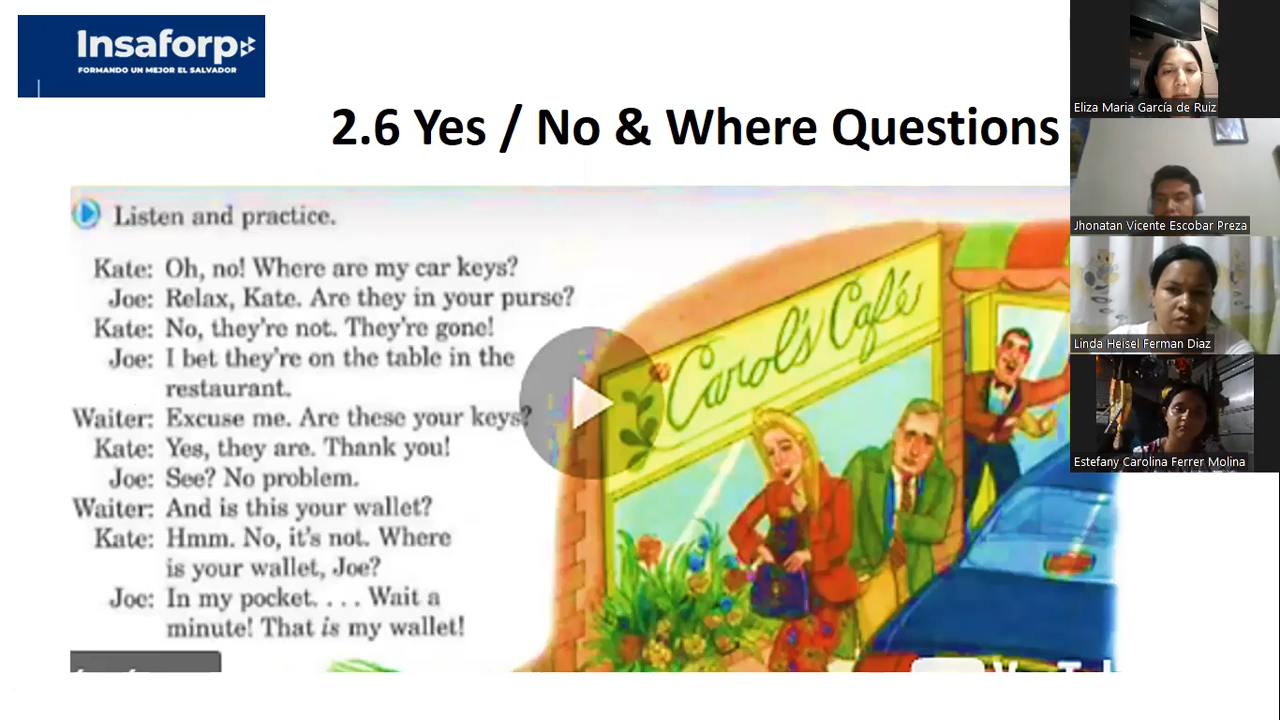 Insaforp
FORMANDO UN MEJOR EL SALVADOR
2.6 Yes / No & Where Questions
Listen and practice.
Kate: Oh, no! Where are my car keys?
Joe: Relax, Kate. Are they in your purse?
Kate: No, they're not. They're gone!
Joe: I bet they're on the table in the
restaurant.
Waiter: Excuse me. Are these your keys?
Kate: Yes, they are. Thank you!
Joe: See? No problem.
Waiter: And is this your wallet?
Kate: Hmm. No, it's not. Where
is your wallet, Joe?
Joe: In my pocket. . . . Wait a
minute! That is my wallet!
Carol's Café
Eliza Maria García de Ruiz
Jhonatan Vicente Escobar Preza
Linda Heisel Ferman Diaz
Estefany Carolina Ferrer Molina